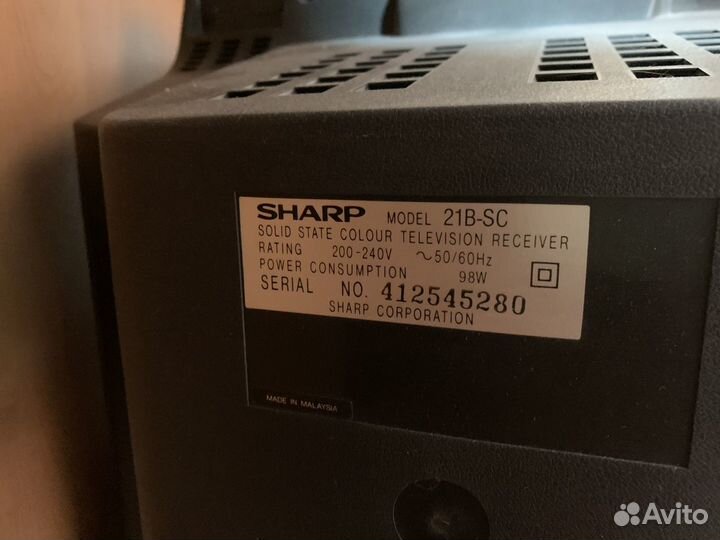 SHARP MODEL 21B-SC
SOLID STATE COLOUR TELEVISION RECEIVER
RATING 200-240V ~50/60Hz
POWER CONSUMPTION 98W
SERIAL NO. 412545280
SHARP CORPORATION
MADE IN MALAYSIA
Avito